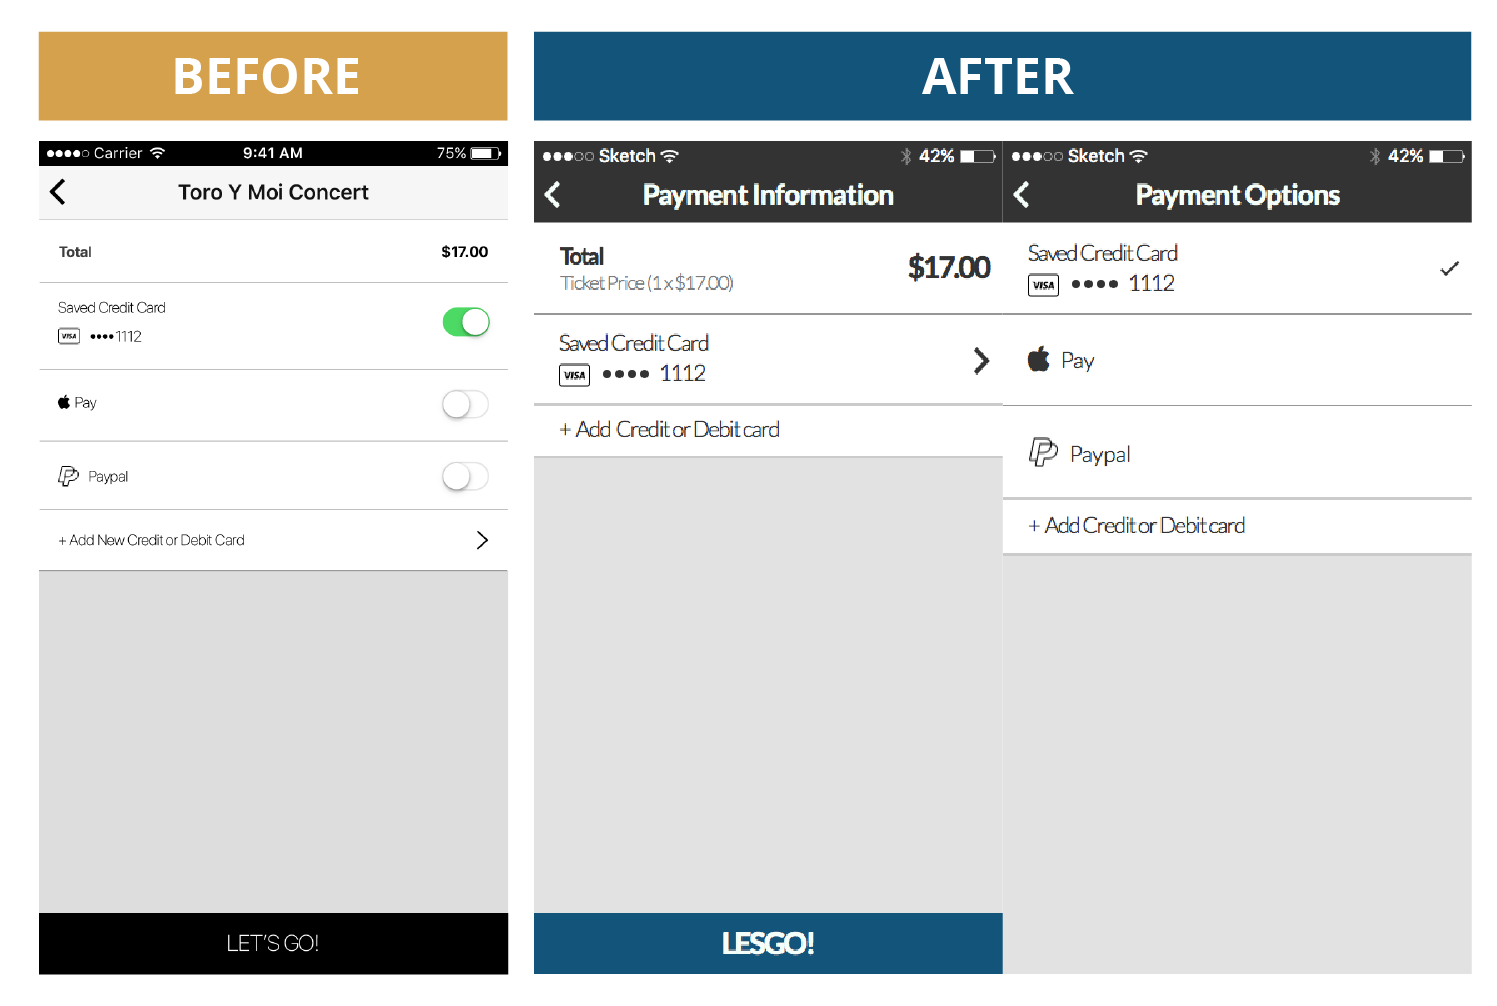 BEFORE
AFTER
●●●●○ Carrier 9:41 AM 75%
Toro Y Moi Concert
Total $17.00
Saved Credit Card
VISA ●●●● 1112
Pay
Paypal
+ Add New Credit or Debit Card
LET'S GO!
●●●○○ Sketch 42%
Payment Information
Total
Ticket Price (1 x $17.00)
$17.00
Saved Credit Card
VISA ●●●● 1112
+ Add Credit or Debit card
LESGO!
●●●○○ Sketch 42%
Payment Options
Saved Credit Card
VISA ●●●● 1112
Pay
Paypal
+ Add Credit or Debit card